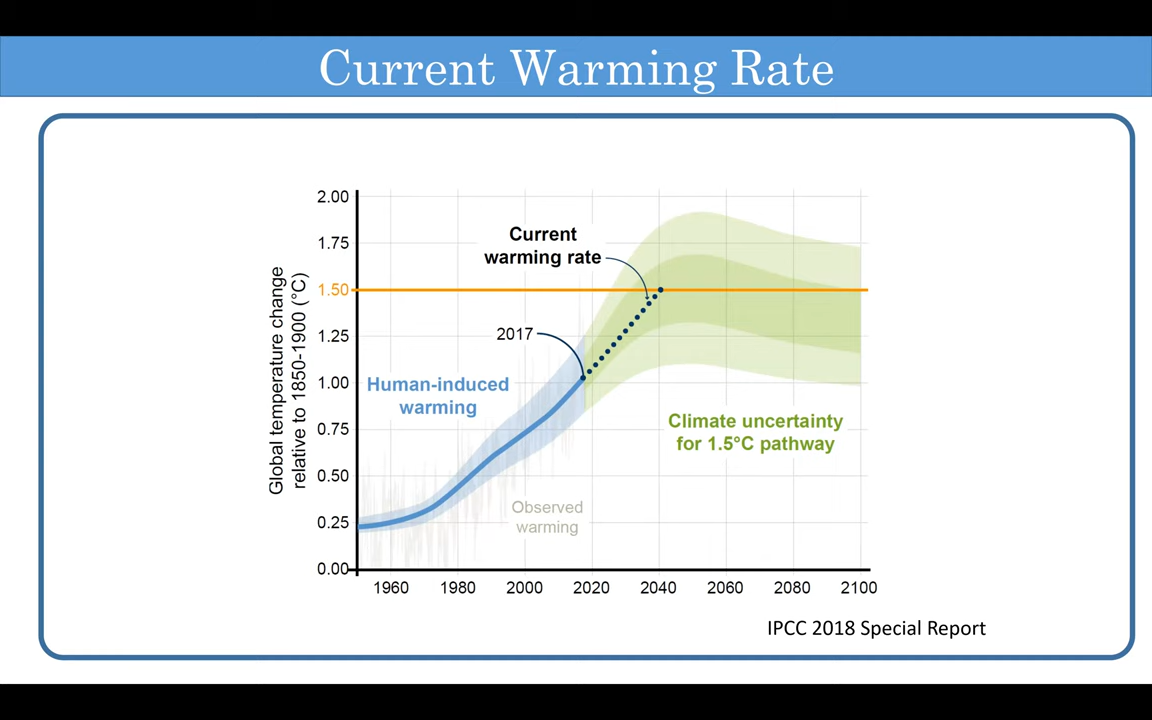 Current Warming Rate
2.00
1.75
1.50
1.25
1.00
0.75
0.50
0.25
0.00
Global temperature change
relative to 1850-1900 (°C)
Current
warming rate
2017
Human-induced
warming
Climate uncertainty
for 1.5°C pathway
Observed
warming
1960 1980 2000 2020 2040 2060 2080 2100
IPCC 2018 Special Report